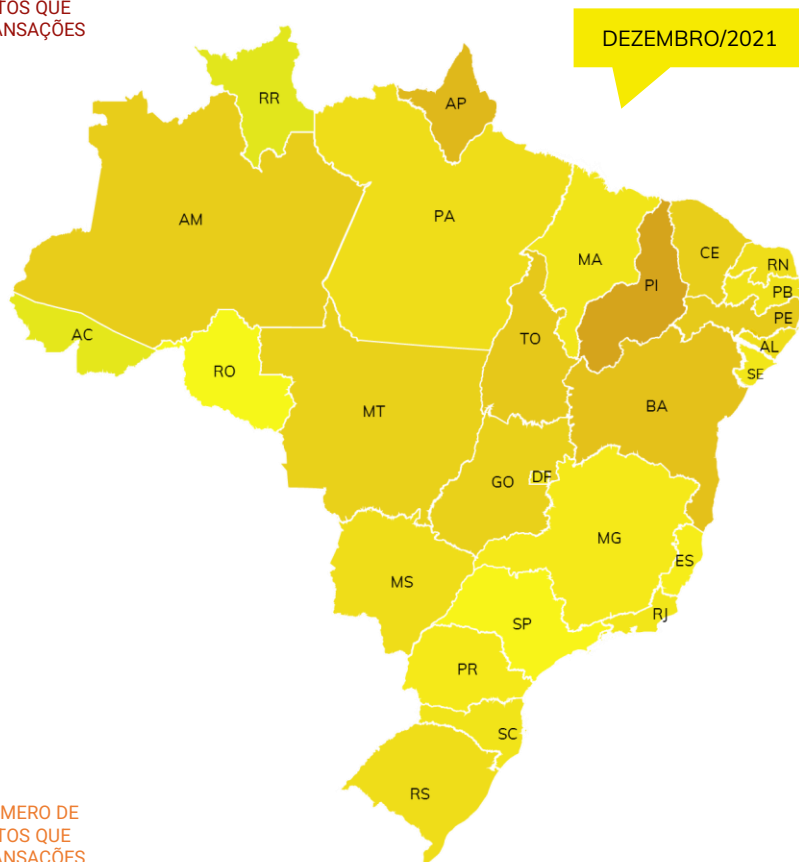 TOS QUE
ANSAÇÕES
DEZEMBRO/2021
RR
AP
AM
PA
MA
CE
RN
PI
PB
PE
AC
TO
AL
RO
SE
MT
BA
GO
DF
MG
ES
MS
RJ
SP
PR
SC
RS
MERO DE
TOS QUE
ANSAÇÕES